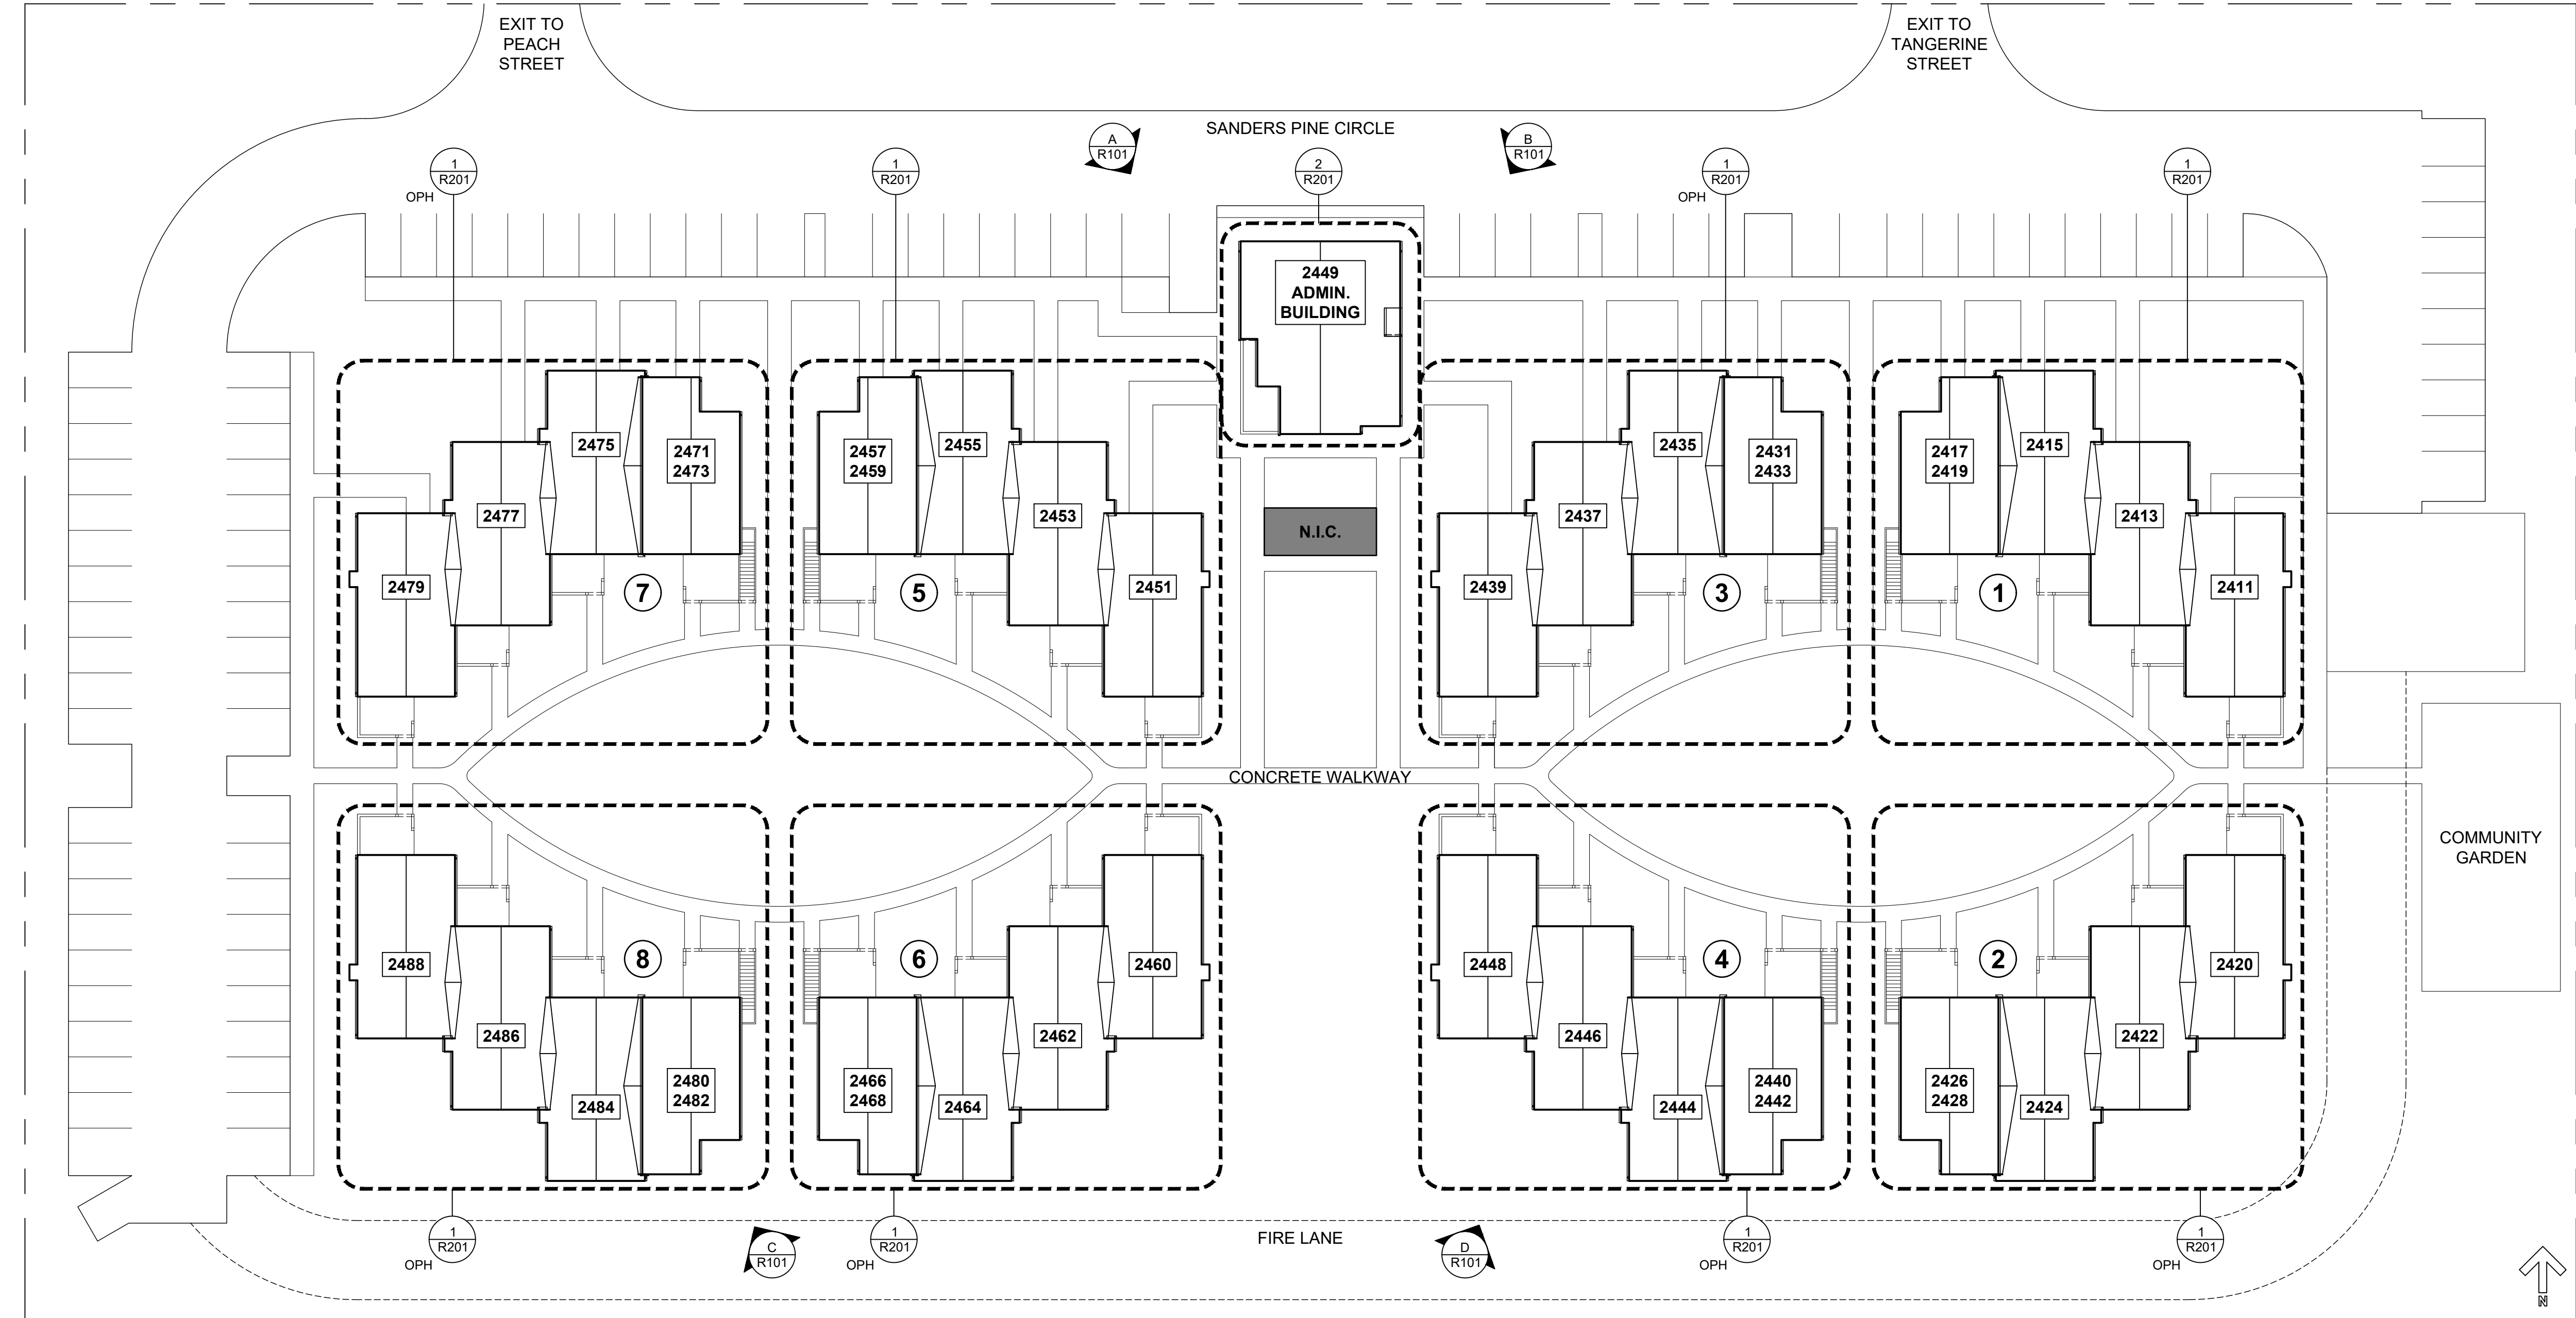 EXIT TO
PEACH
STREET
EXIT TO
TANGERINE
STREET
SANDERS PINE CIRCLE
A
R101
B
R101
1
R201
OPH
1
R201
2
R201
1
R201
OPH
1
R201
2449
ADMIN.
BUILDING
2475
2471
2473
2457
2459
2455
2435
2431
2433
2417
2419
2415
2477
2453
2437
2413
N.I.C.
2479
7
5
2451
2439
3
1
2411
CONCRETE WALKWAY
COMMUNITY
GARDEN
2488
8
6
2460
2448
4
2
2420
2486
2462
2446
2422
2484
2480
2482
2466
2468
2464
2444
2440
2442
2426
2428
2424
1
R201
OPH
C
R101
1
R201
OPH
FIRE LANE
D
R101
1
R201
OPH
1
R201
OPH
N